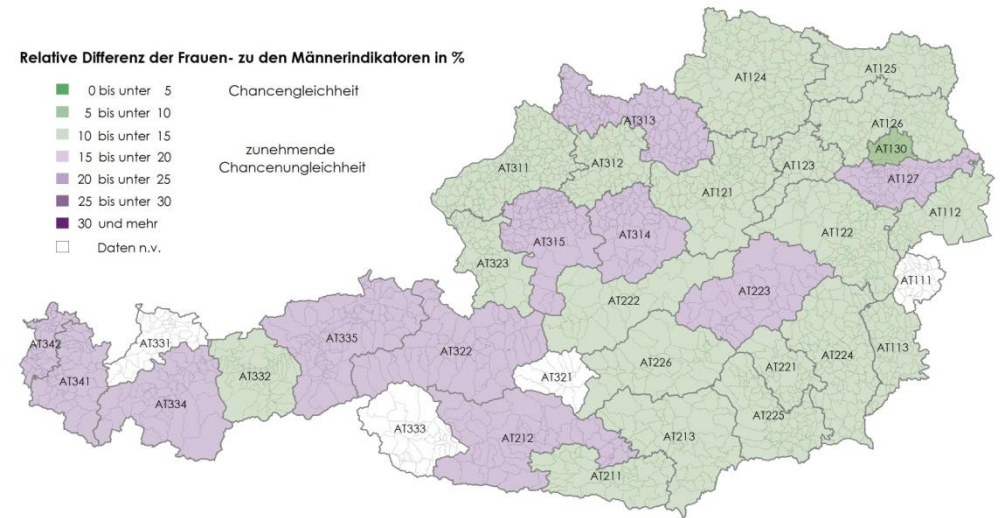 Relative Differenz der Frauen- zu den Männerindikatoren in %
0 bis unter 5 Chancengleichheit
5 bis unter 10
10 bis unter 15
15 bis unter 20 zunehmende
20 bis unter 25 Chancenungleichheit
25 bis unter 30
30 und mehr
Daten n.v.
AT124
AT125
AT126
AT130
AT127
AT313
AT312
AT311
AT121
AT123
AT122
AT112
AT111
AT315
AT314
AT323
AT222
AT223
AT342
AT341
AT331
AT334
AT332
AT335
AT322
AT321
AT333
AT226
AT221
AT224
AT113
AT225
AT212
AT213
AT211